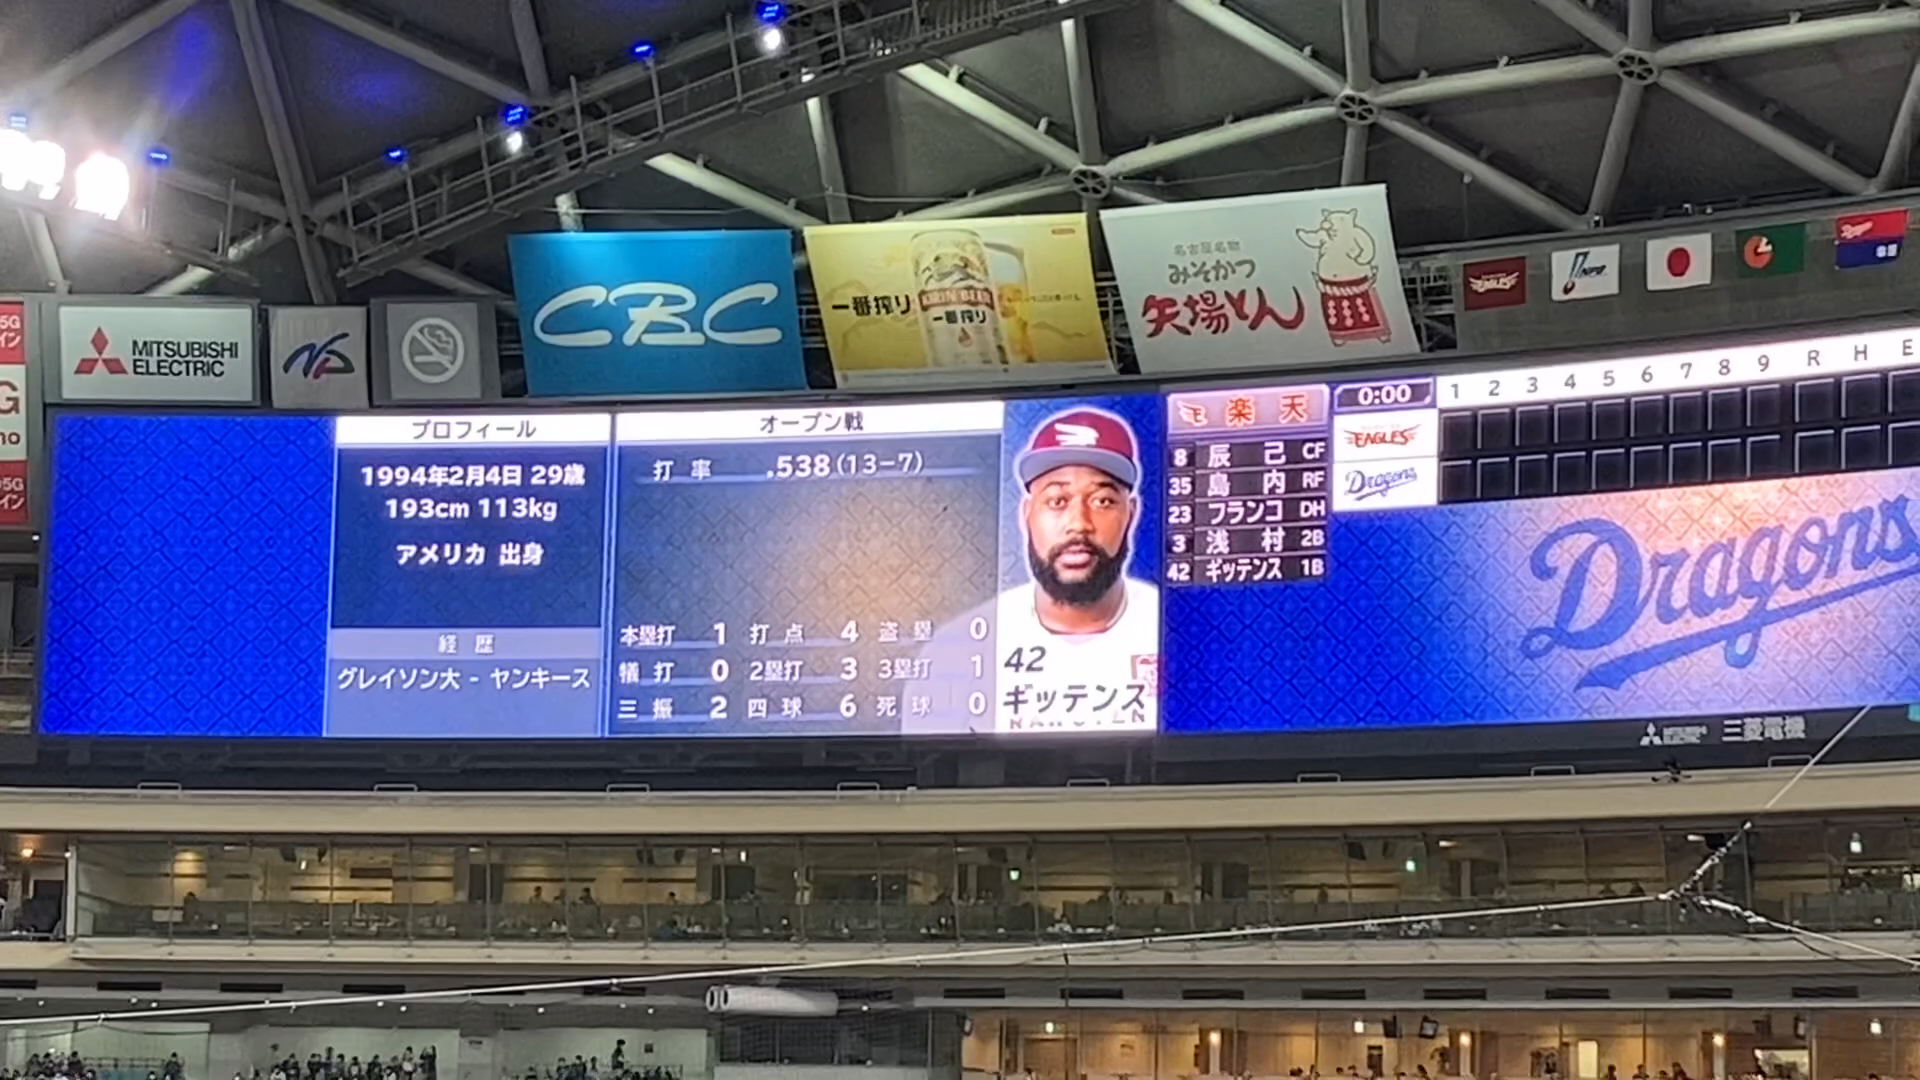 5G
イン
MITSUBISHI
ELECTRIC
CBC
一番搾り
KIRIN BEER
一番搾り
名古屋名物
みそかつ
矢場とん
EAGLES
NPB
プロフィール
1994年2月4日 29歳
193cm 113kg
アメリカ 出身
経歴
グレイソン大 - ヤンキース
オープン戦
打率 .538(13-7)
本塁打 1 打点 4 盗塁 0
犠打 0 2塁打 3 3塁打 1
三振 2 四球 6 死球 0
42
ギッテンス
楽天
8 辰己 CF
35 島内 RF
23 フランコ DH
3 浅村 2B
42 ギッテンス 1B
0:00 1 2 3 4 5 6 7 8 9 R H E
EAGLES
Dragons
Dragons
三菱電機
5G
イン